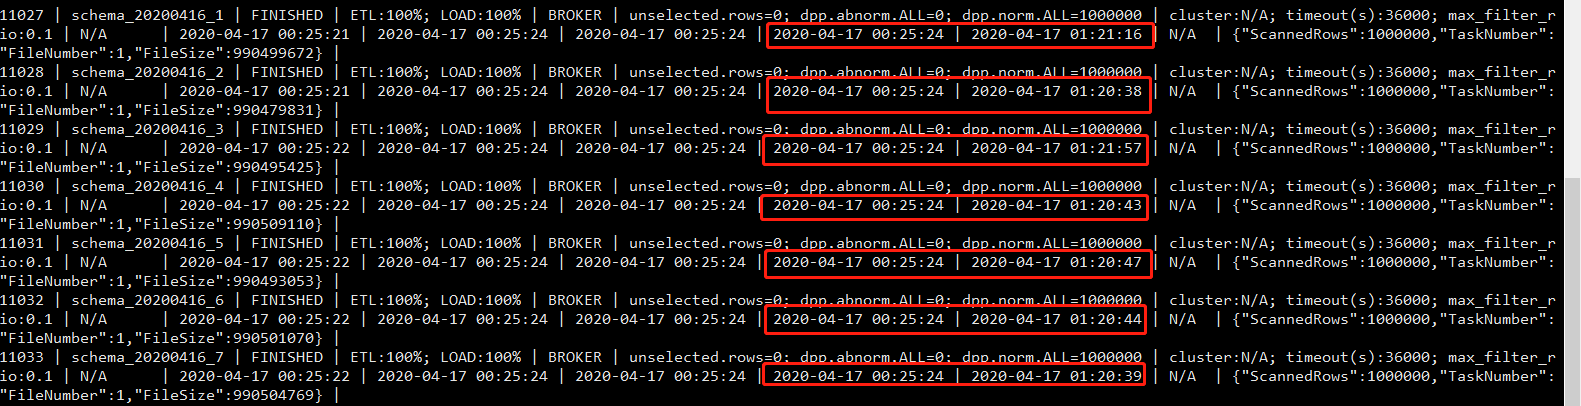 11027 | schema_20200416_1 | FINISHED | ETL:100%; LOAD:100% | BROKER | unselected.rows=0; dpp.abnorm.ALL=0; dpp.norm.ALL=1000000 | cluster:N/A; timeout(s):36000; max_filter_r
io:0.1 | N/A | 2020-04-17 00:25:21 | 2020-04-17 00:25:24 | 2020-04-17 00:25:24 | 2020-04-17 00:25:24 | 2020-04-17 01:21:16 | N/A | {"ScannedRows":1000000,"TaskNumber":
"FileNumber":1,"FileSize":990499672} |
11028 | schema_20200416_2 | FINISHED | ETL:100%; LOAD:100% | BROKER | unselected.rows=0; dpp.abnorm.ALL=0; dpp.norm.ALL=1000000 | cluster:N/A; timeout(s):36000; max_filter_r
io:0.1 | N/A | 2020-04-17 00:25:21 | 2020-04-17 00:25:24 | 2020-04-17 00:25:24 | 2020-04-17 00:25:24 | 2020-04-17 01:20:38 | N/A | {"ScannedRows":1000000,"TaskNumber":
"FileNumber":1,"FileSize":990479831} |
11029 | schema_20200416_3 | FINISHED | ETL:100%; LOAD:100% | BROKER | unselected.rows=0; dpp.abnorm.ALL=0; dpp.norm.ALL=1000000 | cluster:N/A; timeout(s):36000; max_filter_r
io:0.1 | N/A | 2020-04-17 00:25:22 | 2020-04-17 00:25:24 | 2020-04-17 00:25:24 | 2020-04-17 00:25:24 | 2020-04-17 01:21:57 | N/A | {"ScannedRows":1000000,"TaskNumber":
"FileNumber":1,"FileSize":990495425} |
11030 | schema_20200416_4 | FINISHED | ETL:100%; LOAD:100% | BROKER | unselected.rows=0; dpp.abnorm.ALL=0; dpp.norm.ALL=1000000 | cluster:N/A; timeout(s):36000; max_filter_r
io:0.1 | N/A | 2020-04-17 00:25:22 | 2020-04-17 00:25:24 | 2020-04-17 00:25:24 | 2020-04-17 00:25:24 | 2020-04-17 01:20:43 | N/A | {"ScannedRows":1000000,"TaskNumber":
"FileNumber":1,"FileSize":990509110} |
11031 | schema_20200416_5 | FINISHED | ETL:100%; LOAD:100% | BROKER | unselected.rows=0; dpp.abnorm.ALL=0; dpp.norm.ALL=1000000 | cluster:N/A; timeout(s):36000; max_filter_r
io:0.1 | N/A | 2020-04-17 00:25:22 | 2020-04-17 00:25:24 | 2020-04-17 00:25:24 | 2020-04-17 00:25:24 | 2020-04-17 01:20:47 | N/A | {"ScannedRows":1000000,"TaskNumber":
"FileNumber":1,"FileSize":990493053} |
11032 | schema_20200416_6 | FINISHED | ETL:100%; LOAD:100% | BROKER | unselected.rows=0; dpp.abnorm.ALL=0; dpp.norm.ALL=1000000 | cluster:N/A; timeout(s):36000; max_filter_r
io:0.1 | N/A | 2020-04-17 00:25:22 | 2020-04-17 00:25:24 | 2020-04-17 00:25:24 | 2020-04-17 00:25:24 | 2020-04-17 01:20:44 | N/A | {"ScannedRows":1000000,"TaskNumber":
"FileNumber":1,"FileSize":990501070} |
11033 | schema_20200416_7 | FINISHED | ETL:100%; LOAD:100% | BROKER | unselected.rows=0; dpp.abnorm.ALL=0; dpp.norm.ALL=1000000 | cluster:N/A; timeout(s):36000; max_filter_r
io:0.1 | N/A | 2020-04-17 00:25:22 | 2020-04-17 00:25:24 | 2020-04-17 00:25:24 | 2020-04-17 00:25:24 | 2020-04-17 01:20:39 | N/A | {"ScannedRows":1000000,"TaskNumber":
"FileNumber":1,"FileSize":990504769} |